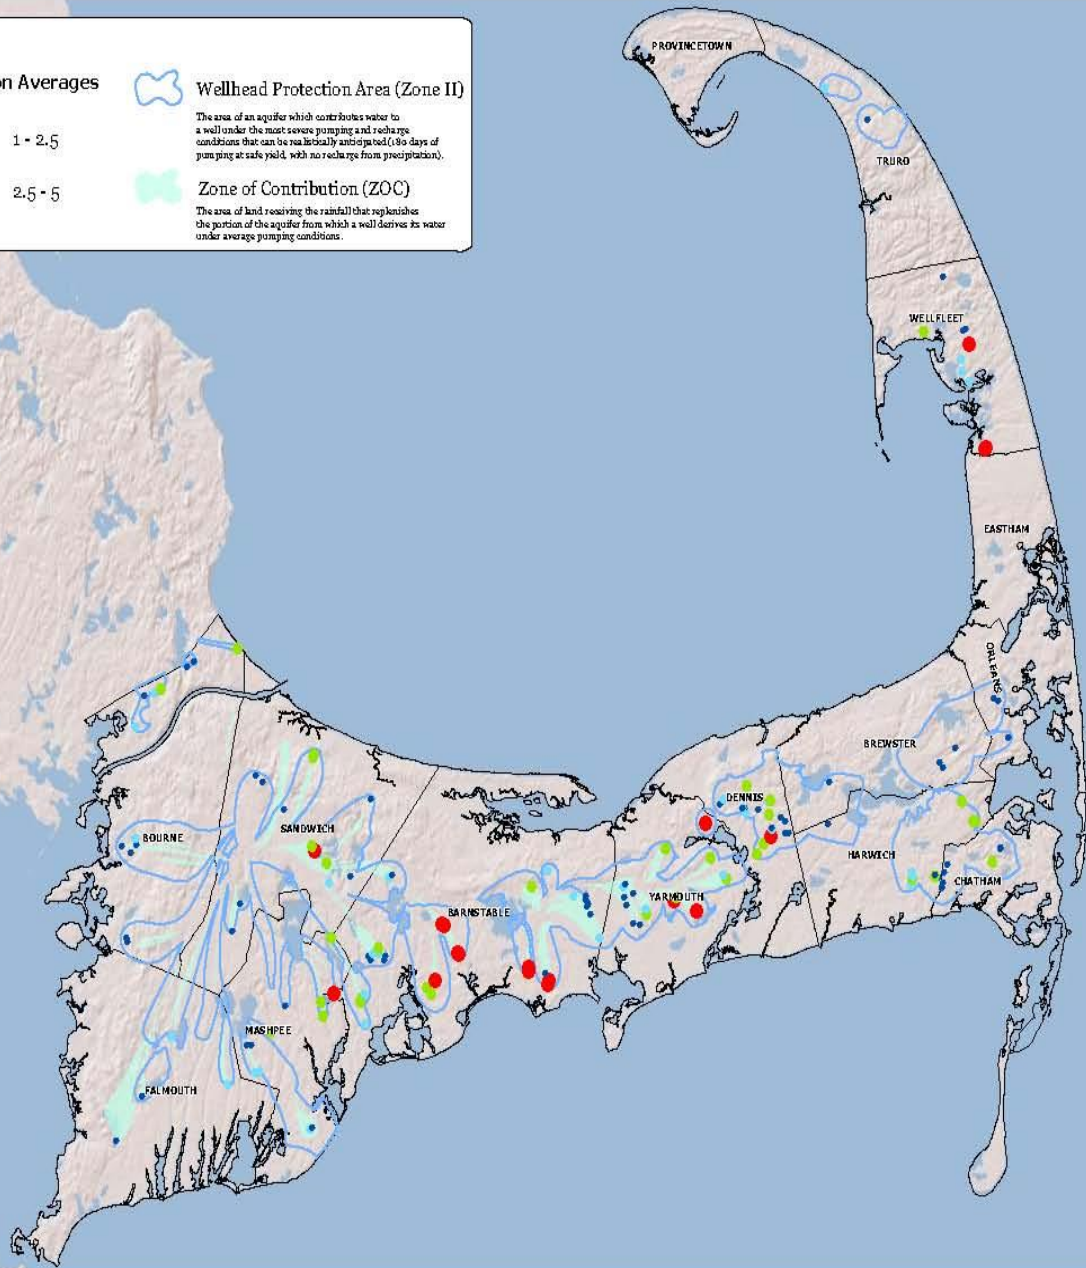 on Averages
1 - 2.5
2.5 - 5
Wellhead Protection Area (Zone II)
The area of an aquifer which contributes water to
a well under the most severe pumping and recharge
conditions that can be realistically anticipated (180 days of
pumping at safe yield, with no recharge from precipitation).
Zone of Contribution (ZOC)
The area of land receiving the rainfall that replenishes
the portion of the aquifer from which a well derives its water
under average pumping conditions.
PROVINCETOWN
TRURO
WELLFLEET
EASTHAM
ORLEANS
BREWSTER
DENNIS
SANDWICH
BOURNE
HARWICH
CHATHAM
YARMOUTH
BARNSTABLE
MASHPEE
FALMOUTH